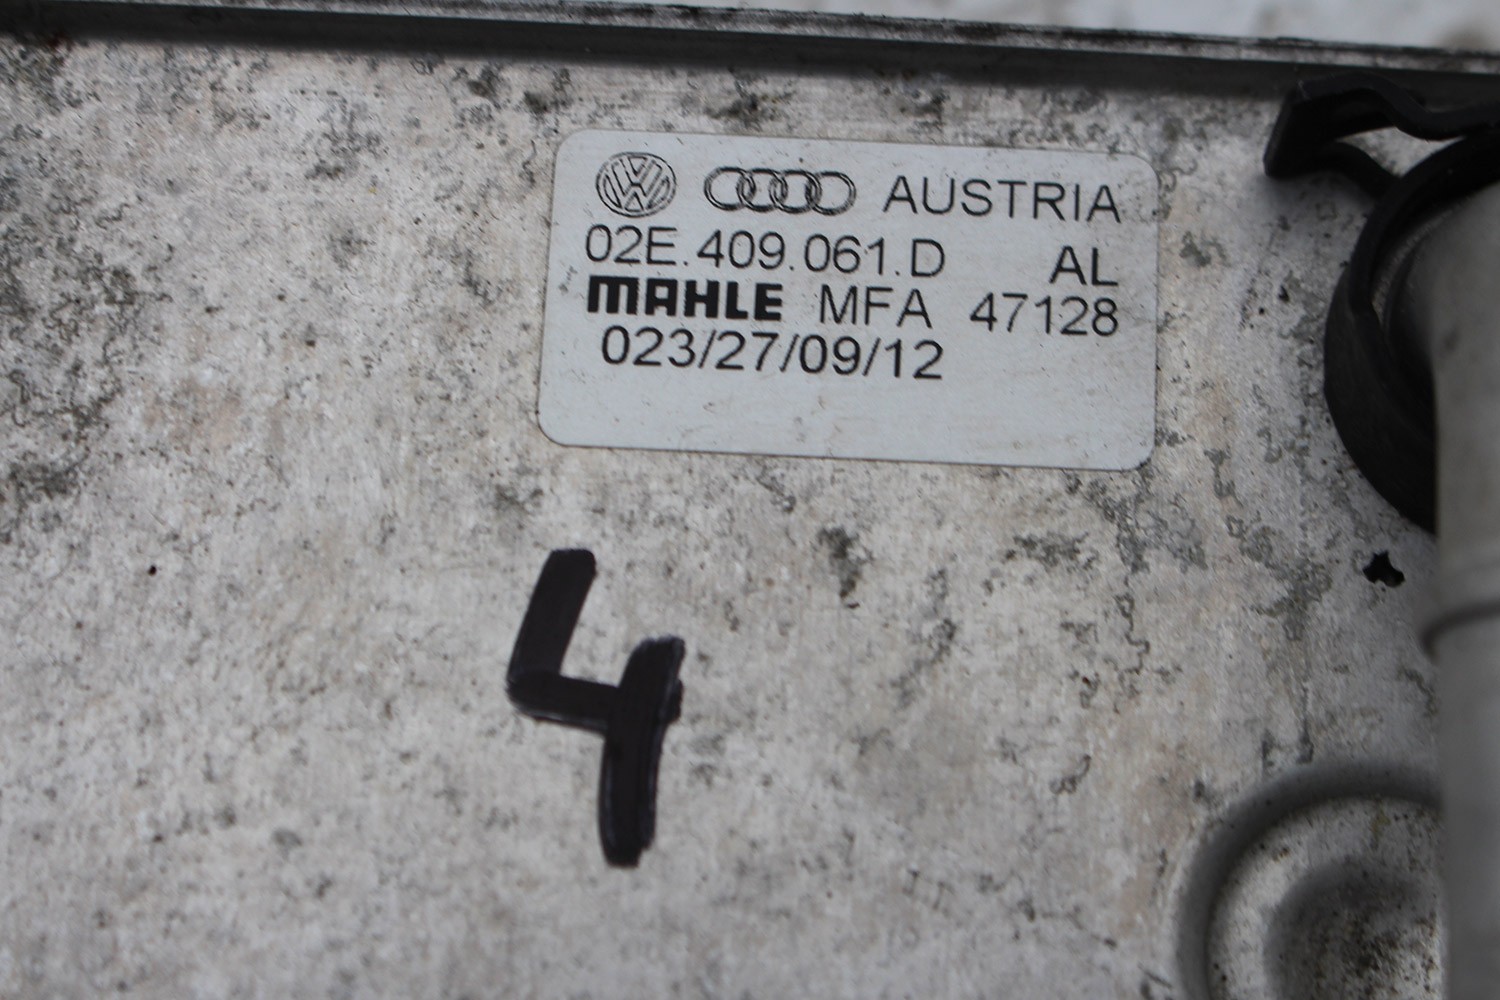 AUSTRIA
02E.409.061.D AL
MAHLE MFA 47128
023/27/09/12
4